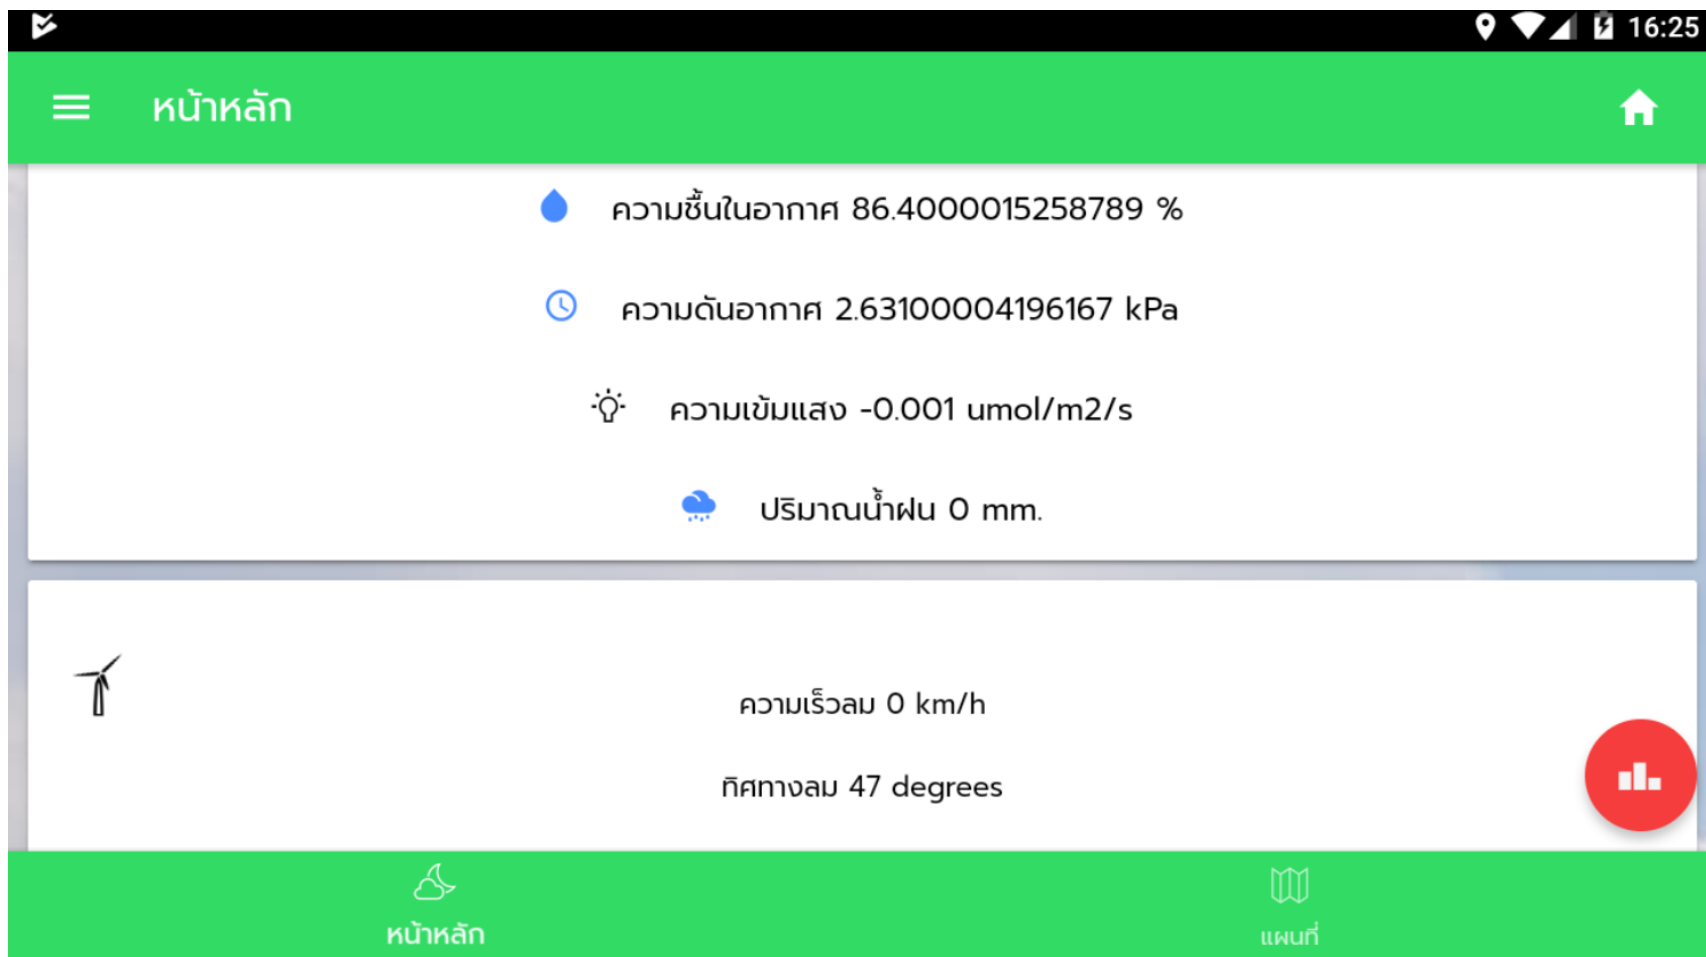 16:25
หน้าหลัก
ความชื้นในอากาศ 86.4000015258789 %
ความดันอากาศ 2.63100004196167 kPa
ความเข้มแสง -0.001 umol/m2/s
ปริมาณน้ำฝน 0 mm.
ความเร็วลม 0 km/h
ทิศทางลม 47 degrees
หน้าหลัก
แผนที่